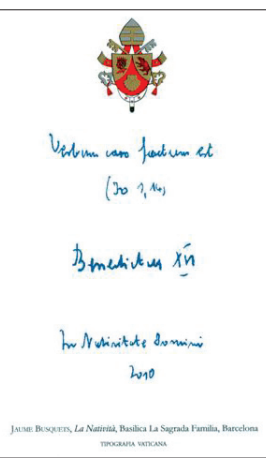 Verbum caro factum est
(Io 1, 14)
Benedictus XVI
In Nativitate Domini
2010
JAUME BUSQUETS, La Natività, Basilica La Sagrada Familia, Barcelona
TIPOGRAFIA VATICANA